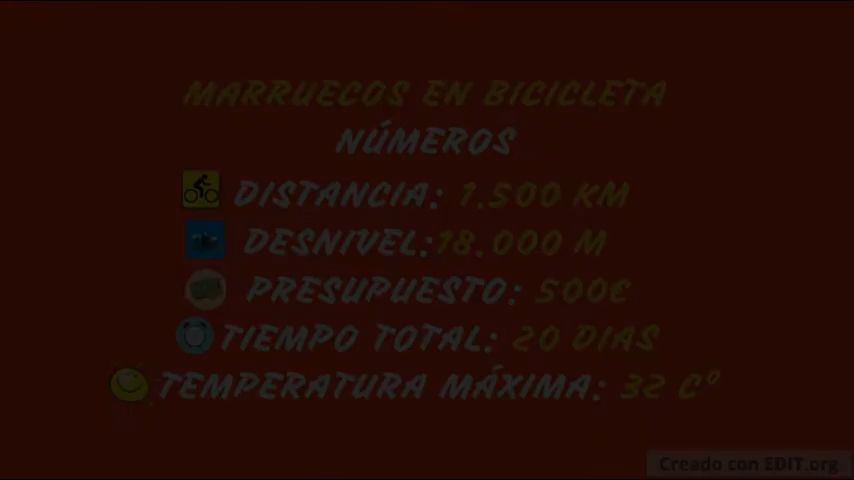 MARRUECOS EN BICICLETA
NÚMEROS
DISTANCIA: 1.500 KM
DESNIVEL:18.000 M
PRESUPUESTO: 500€
TIEMPO TOTAL: 20 DIAS
TEMPERATURA MÁXIMA: 32 Cº
Creado con EDIT.org